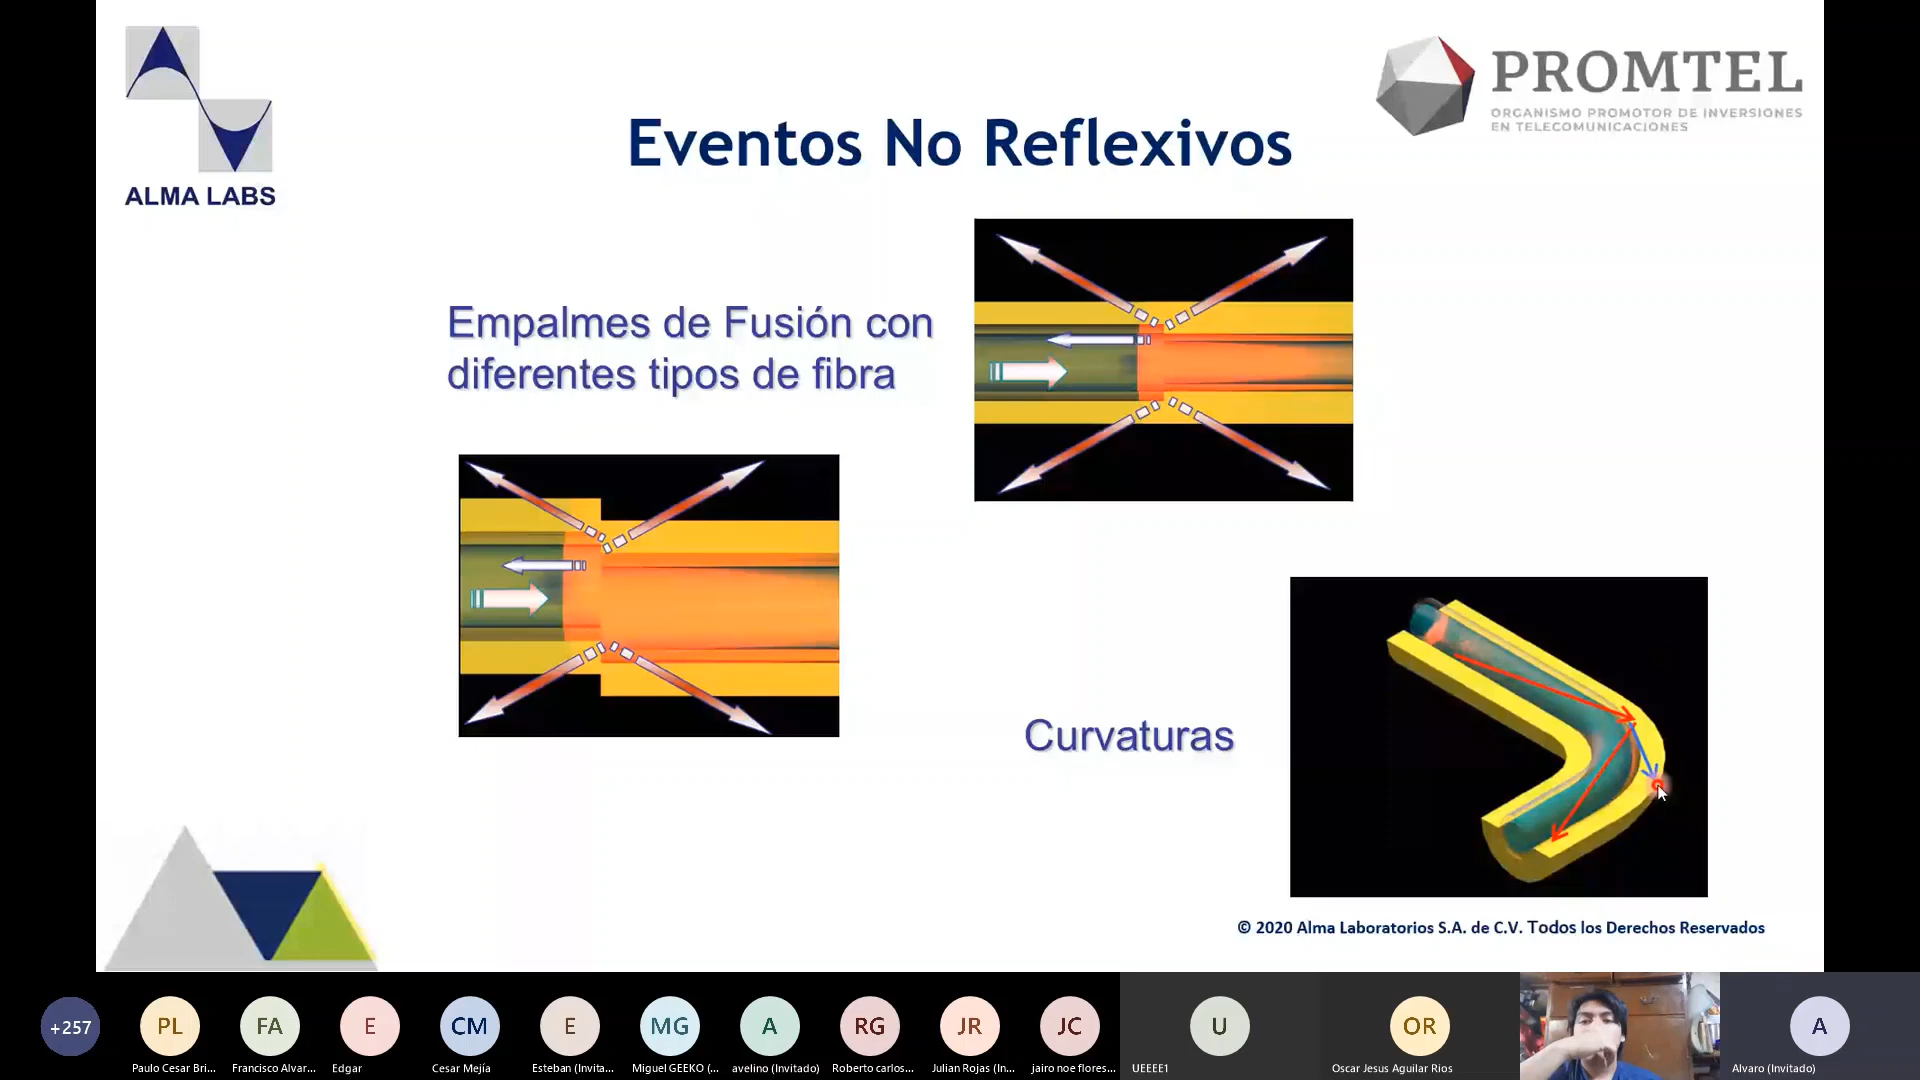 ALMA LABS
PROMTEL
ORGANISMO PROMOTOR DE INVERSIONES
EN TELECOMUNICACIONES
Eventos No Reflexivos
Empalmes de Fusión con
diferentes tipos de fibra
Curvaturas
© 2020 Alma Laboratorios S.A. de C.V. Todos los Derechos Reservados
+257
PL
FA
E
CM
E
MG
A
RG
JR
JC
U
OR
A
Paulo Cesar Bri...
Francisco Alvar...
Edgar
Cesar Mejía
Esteban (Invita...
Miguel GEEKO (...
avelino (Invitado)
Roberto carlos...
Julian Rojas (In...
jairo noe flores...
UEEEE1
Oscar Jesus Aguilar Rios
Alvaro (Invitado)